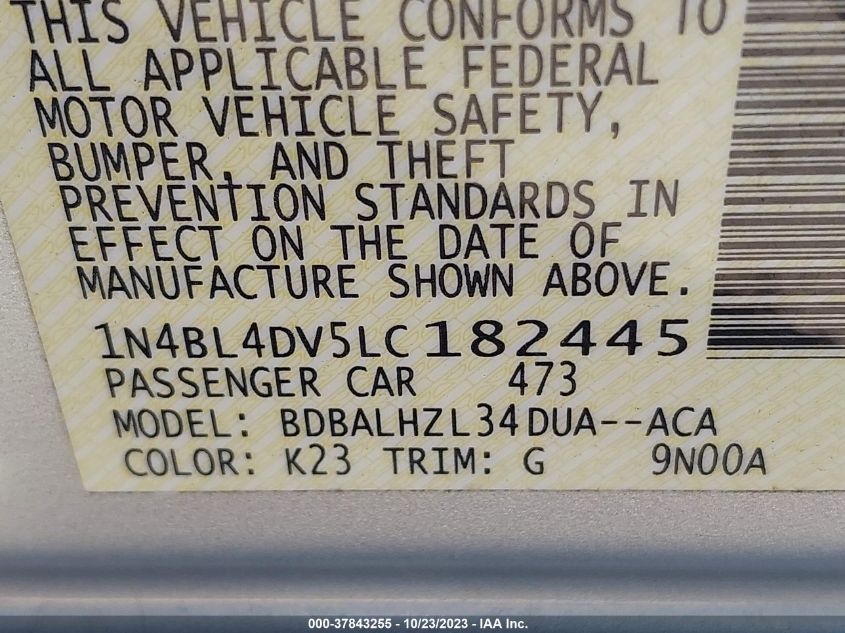 THIS VEHICLE CONFORMS TO
ALL APPLICABLE FEDERAL
MOTOR VEHICLE SAFETY,
BUMPER, AND THEFT
PREVENTION STANDARDS IN
EFFECT ON THE DATE OF
MANUFACTURE SHOWN ABOVE.
1N4BL4DV5LC182445
PASSENGER CAR 473
MODEL: BDBALHZL34DUA--ACA
COLOR: K23 TRIM: G 9N00A
000-37843255 - 10/23/2023 - IAA Inc.